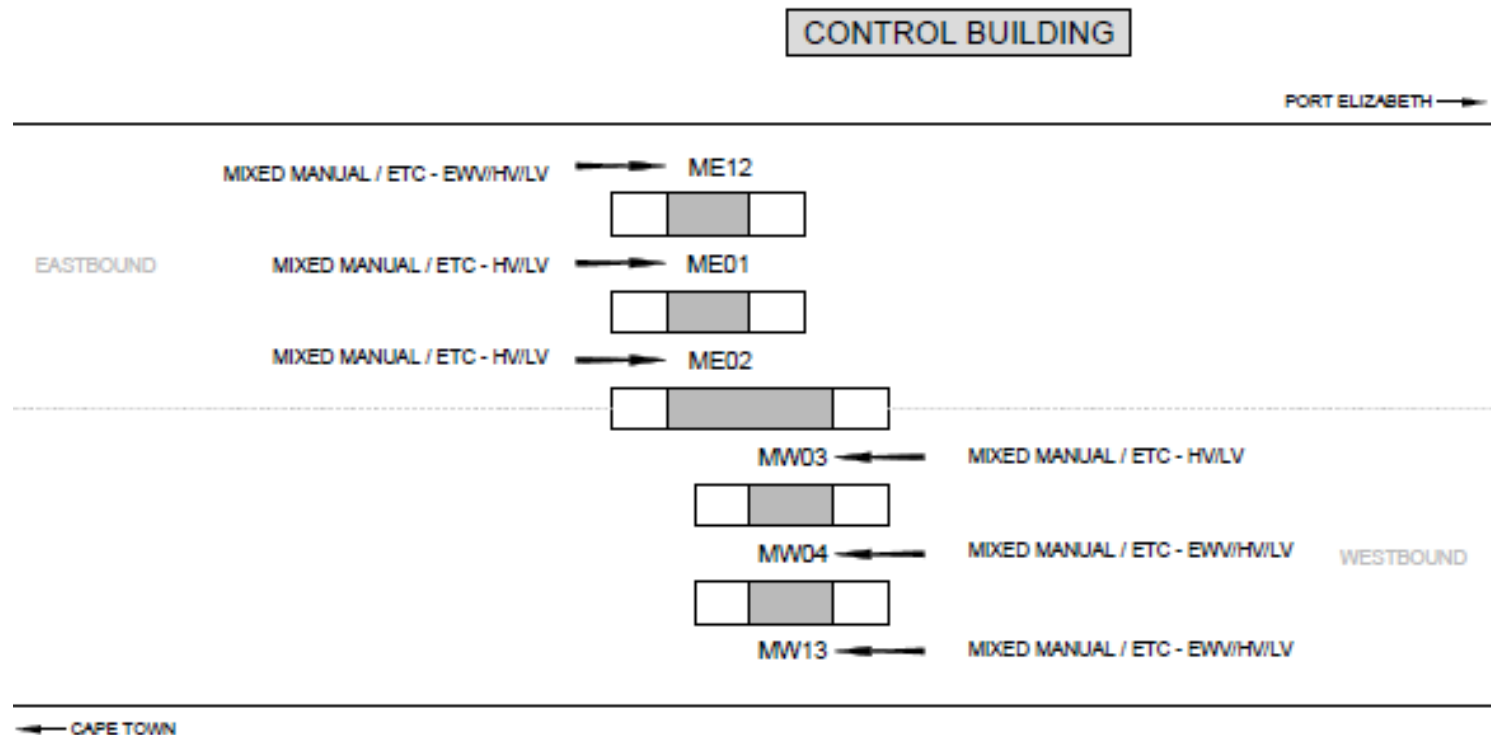 CONTROL BUILDING
PORT ELIZABETH
MIXED MANUAL / ETC - EWV/HV/LV ME12
EASTBOUND MIXED MANUAL / ETC - HV/LV ME01
MIXED MANUAL / ETC - HV/LV ME02
MW03 MIXED MANUAL / ETC - HV/LV
MW04 MIXED MANUAL / ETC - EWV/HV/LV WESTBOUND
MW13 MIXED MANUAL / ETC - EWV/HV/LV
CAPE TOWN